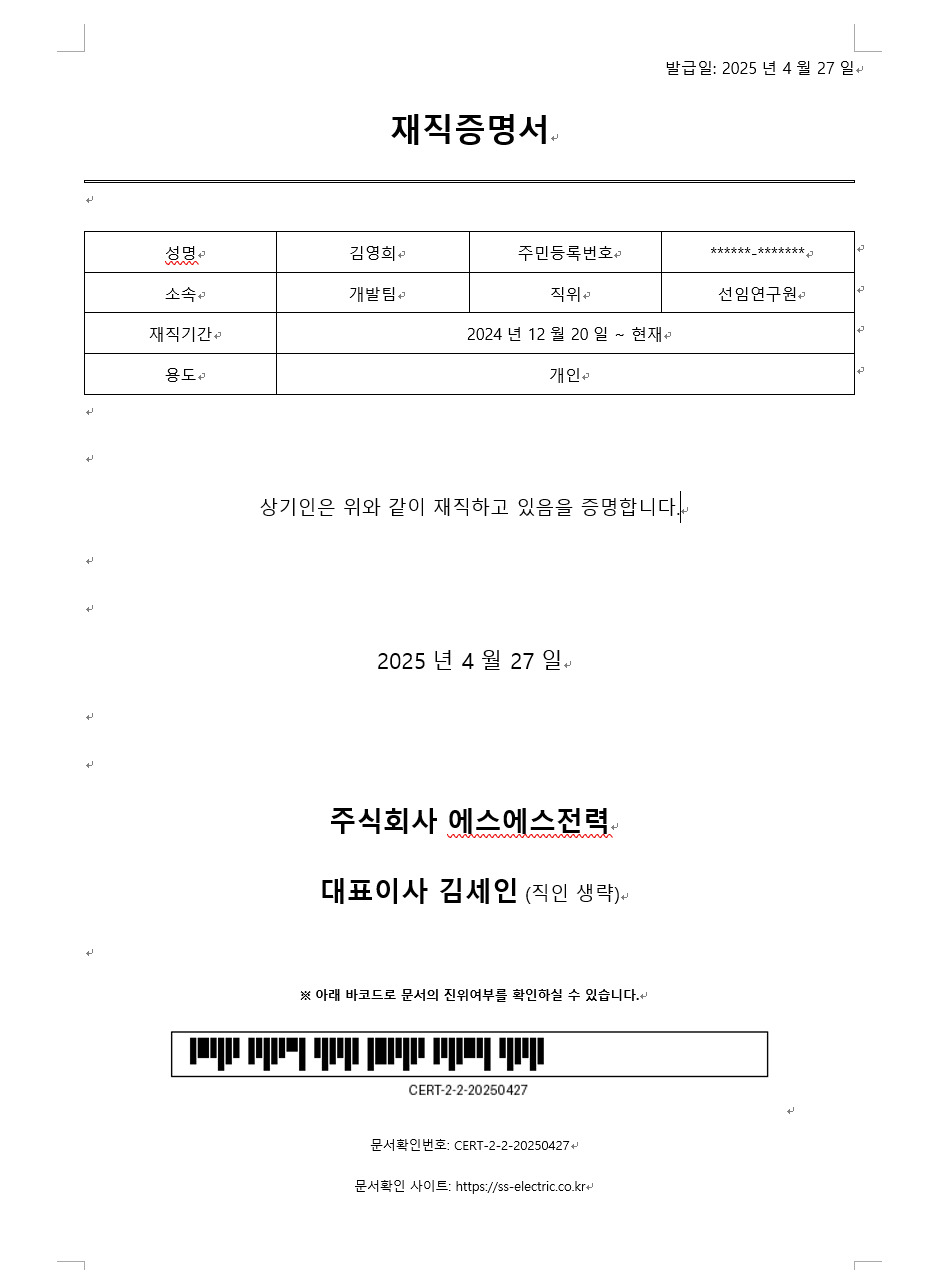 발급일: 2025 년 4 월 27 일
재직증명서
성명 김영희 주민등록번호 ******-*******
소속 개발팀 직위 선임연구원
재직기간 2024 년 12 월 20 일 ~ 현재
용도 개인
상기인은 위와 같이 재직하고 있음을 증명합니다.
2025 년 4 월 27 일
주식회사 에스에스전력
대표이사 김세인 (직인 생략)
※ 아래 바코드로 문서의 진위여부를 확인하실 수 있습니다.
CERT-2-2-20250427
문서확인번호: CERT-2-2-20250427
문서확인 사이트: https://ss-electric.co.kr